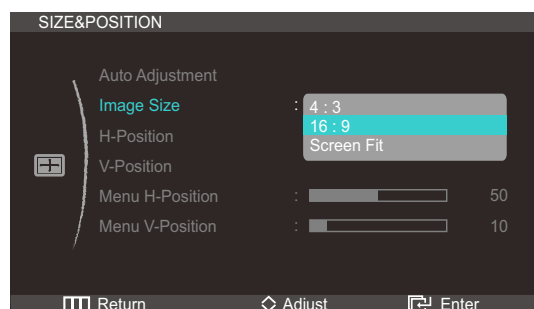 SIZE&POSITION
Auto Adjustment
Image Size : 4 : 3
16 : 9
H-Position
Screen Fit
V-Position
Menu H-Position : 50
Menu V-Position : 10
Return Adjust Enter